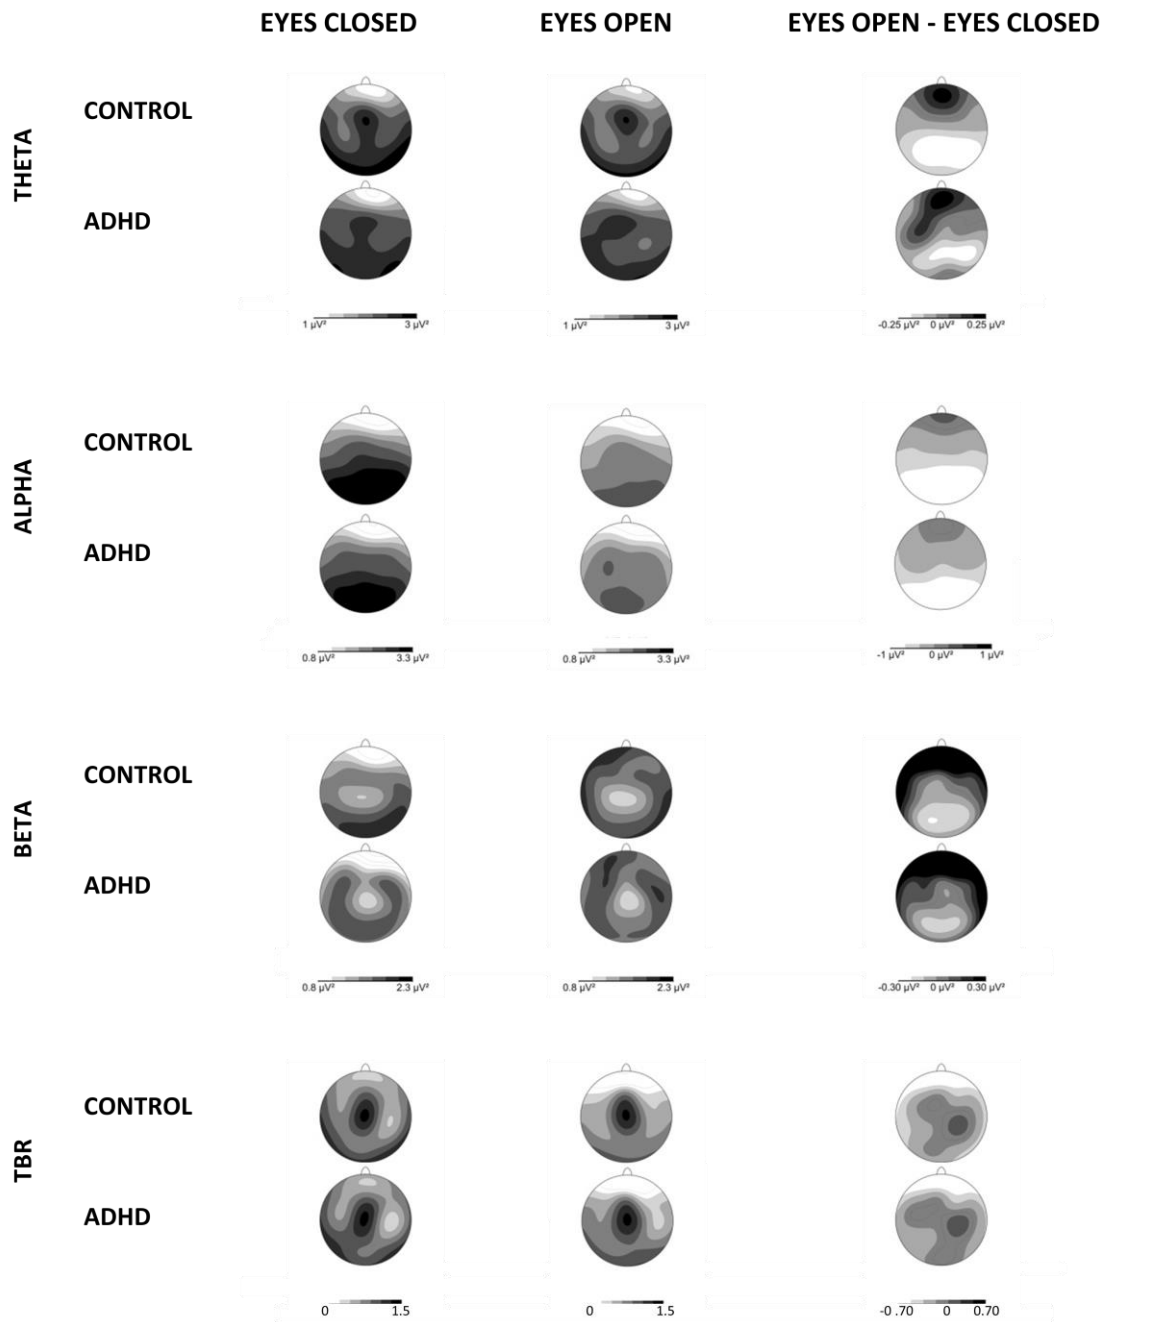 EYES CLOSED EYES OPEN EYES OPEN - EYES CLOSED
THETA
CONTROL
ADHD
1 µV² 3 µV² 1 µV² 3 µV² -0.25 µV² 0 µV² 0.25 µV²
ALPHA
CONTROL
ADHD
0.8 µV² 3.3 µV² 0.8 µV² 3.3 µV² -1 µV² 0 µV² 1 µV²
BETA
CONTROL
ADHD
0.8 µV² 2.3 µV² 0.8 µV² 2.3 µV² -0.30 µV² 0 µV² 0.30 µV²
TBR
CONTROL
ADHD
0 1.5 0 1.5 -0 .70 0 0.70